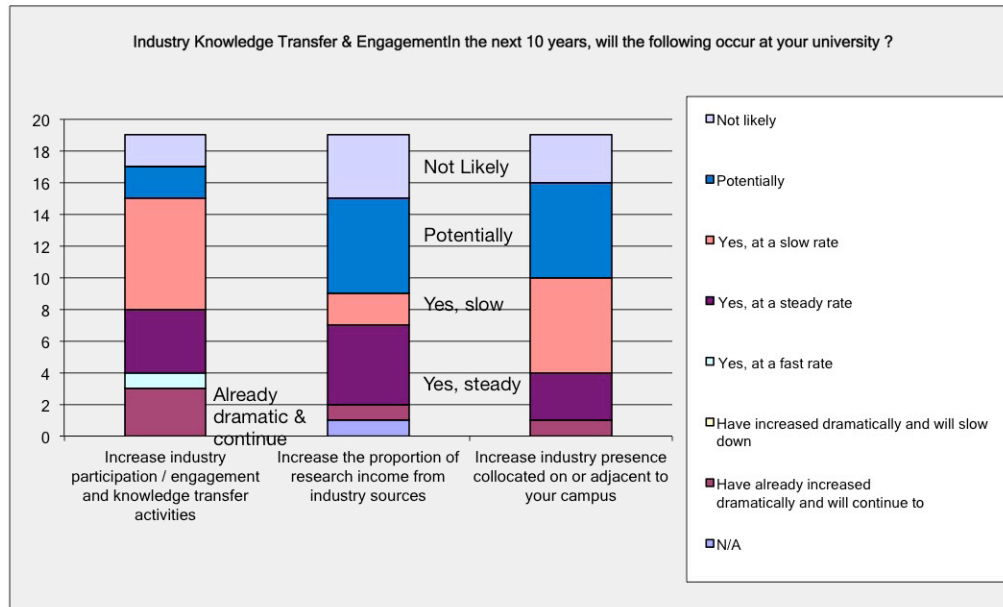 Industry Knowledge Transfer & EngagementIn the next 10 years, will the following occur at your university ?
20
18
16
14
12
10
8
6
4
2
0
Not Likely
Potentially
Yes, slow
Yes, steady
Already
dramatic &
continue
Increase industry
participation / engagement
and knowledge transfer
activities
Increase the proportion of
research income from
industry sources
Increase industry presence
collocated on or adjacent to
your campus
Not likely
Potentially
Yes, at a slow rate
Yes, at a steady rate
Yes, at a fast rate
Have increased dramatically and will slow
down
Have already increased
dramatically and will continue to
N/A